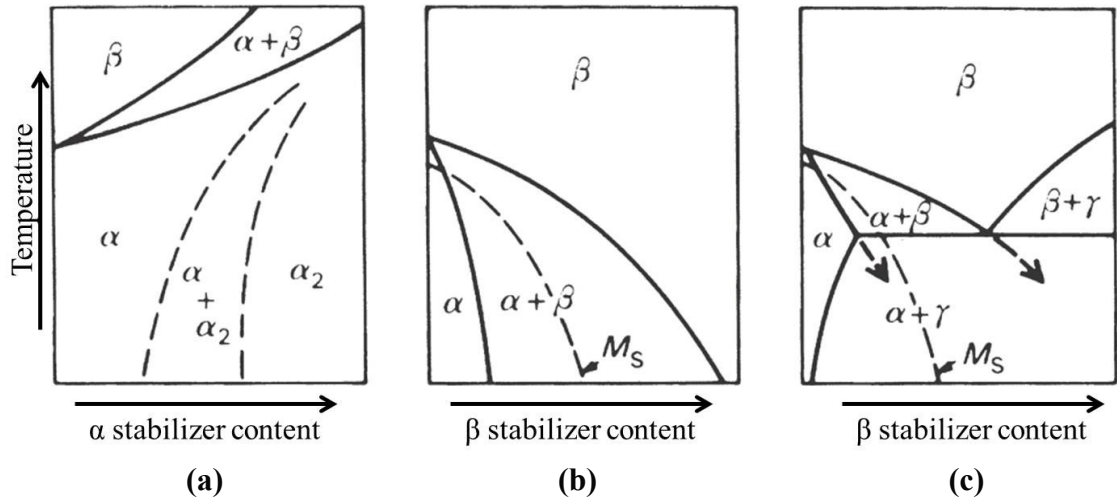 Temperature
β
α + β
α
α
+
α₂
α₂
α stabilizer content
(a)
β
α
α + β
Mₛ
β stabilizer content
(b)
β
α+β
β+γ
α
α+γ
Mₛ
β stabilizer content
(c)